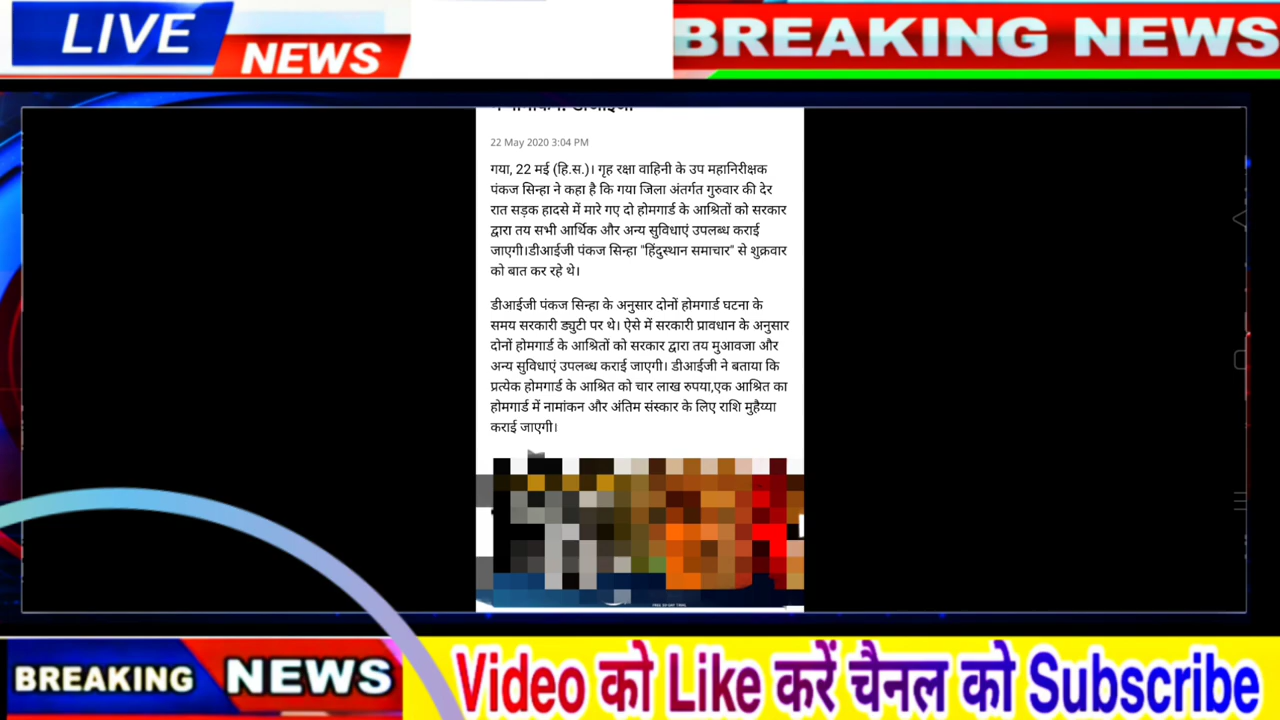 LIVE
NEWS
BREAKING NEWS
22 May 2020 3:04 PM
गया, 22 मई (हि.स.)। गृह रक्षा वाहिनी के उप महानिरीक्षक
पंकज सिन्हा ने कहा है कि गया जिला अंतर्गत गुरुवार की देर
रात सड़क हादसे में मारे गए दो होमगार्ड के आश्रितों को सरकार
द्वारा तय सभी आर्थिक और अन्य सुविधाएं उपलब्ध कराई
जाएगी।डीआईजी पंकज सिन्हा "हिंदुस्थान समाचार" से शुक्रवार
को बात कर रहे थे।
डीआईजी पंकज सिन्हा के अनुसार दोनों होमगार्ड घटना के
समय सरकारी ड्युटी पर थे। ऐसे में सरकारी प्रावधान के अनुसार
दोनों होमगार्ड के आश्रितों को सरकार द्वारा तय मुआवजा और
अन्य सुविधाएं उपलब्ध कराई जाएगी। डीआईजी ने बताया कि
प्रत्येक होमगार्ड के आश्रित को चार लाख रुपया,एक आश्रित का
होमगार्ड में नामांकन और अंतिम संस्कार के लिए राशि मुहैय्या
कराई जाएगी।
BREAKING NEWS
Video को Like करें चैनल को Subscribe